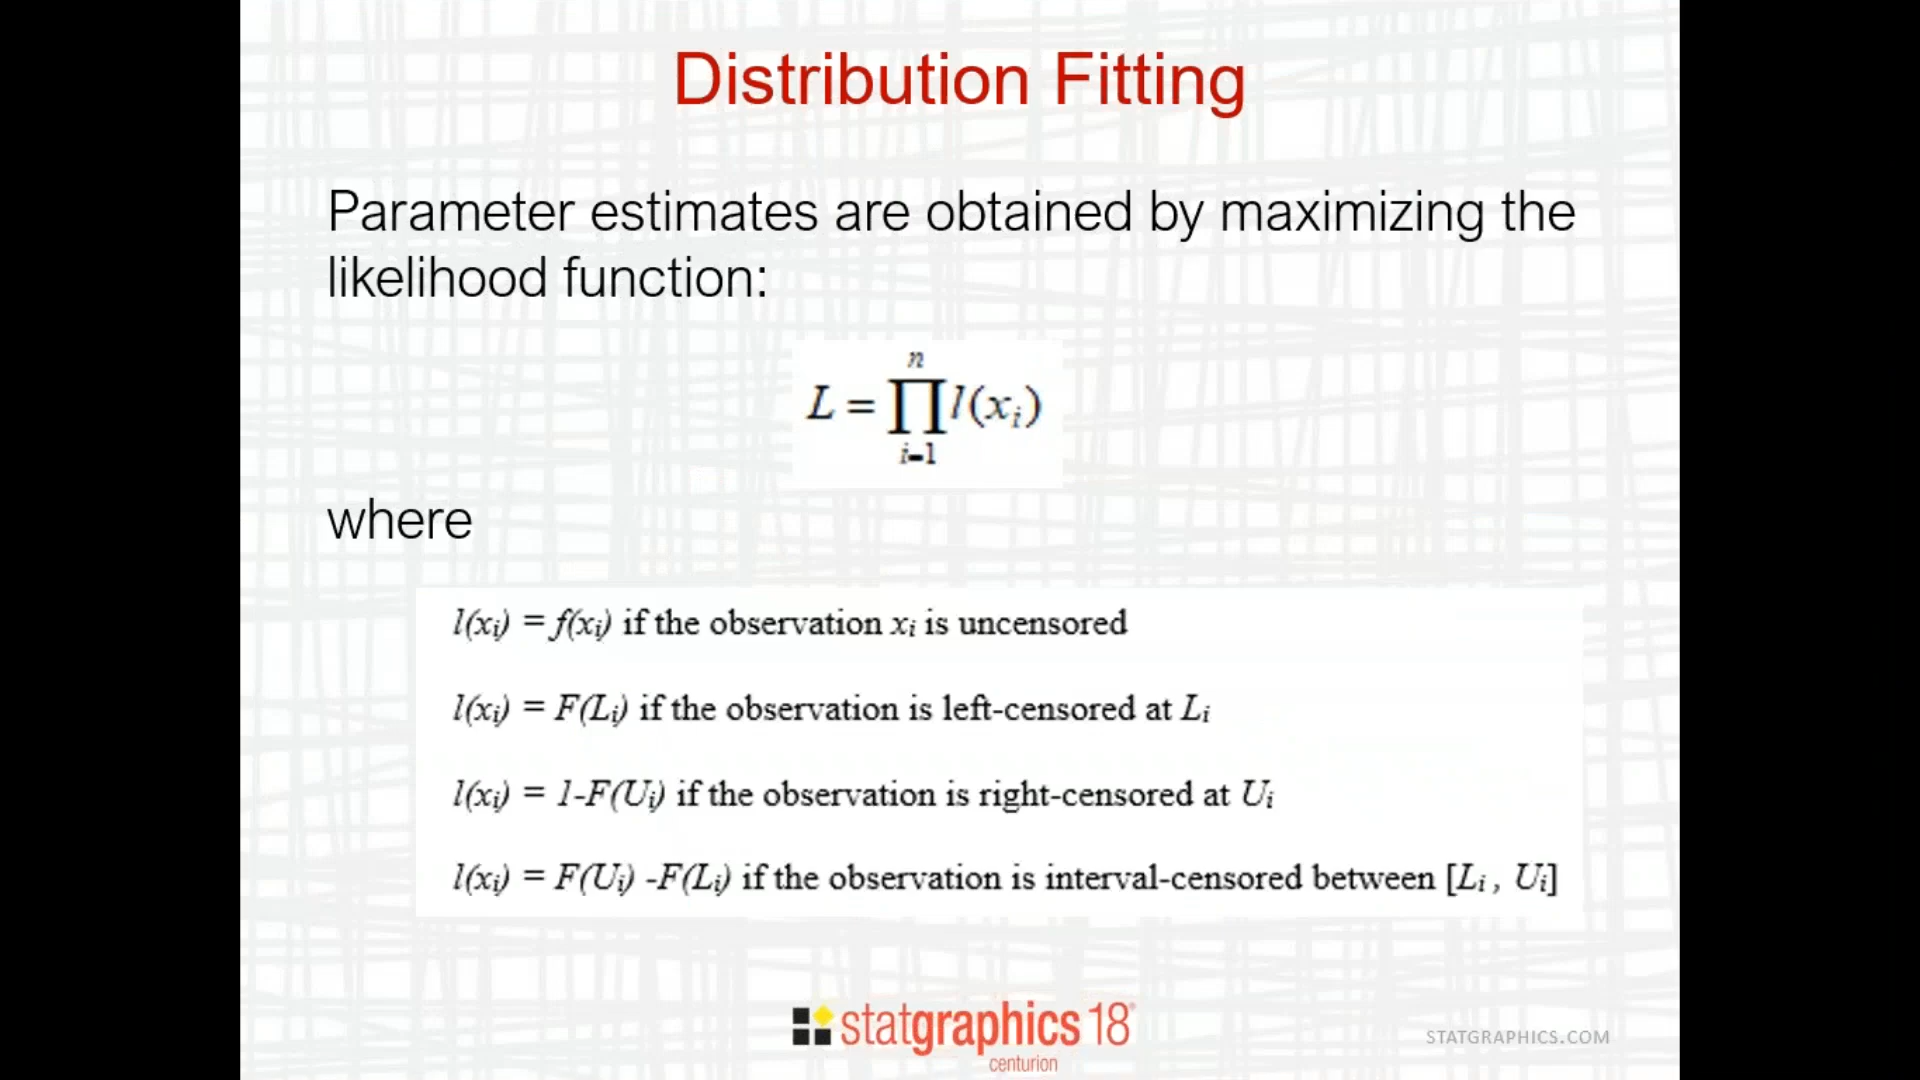 Distribution Fitting
Parameter estimates are obtained by maximizing the
likelihood function:
n
L = ∏ l(xᵢ)
i=1
where
l(xᵢ) = f(xᵢ) if the observation xᵢ is uncensored
l(xᵢ) = F(Lᵢ) if the observation is left-censored at Lᵢ
l(xᵢ) = 1-F(Uᵢ) if the observation is right-censored at Uᵢ
l(xᵢ) = F(Uᵢ) -F(Lᵢ) if the observation is interval-censored between [Lᵢ , Uᵢ]
statgraphics 18®
centurion
STATGRAPHICS.COM